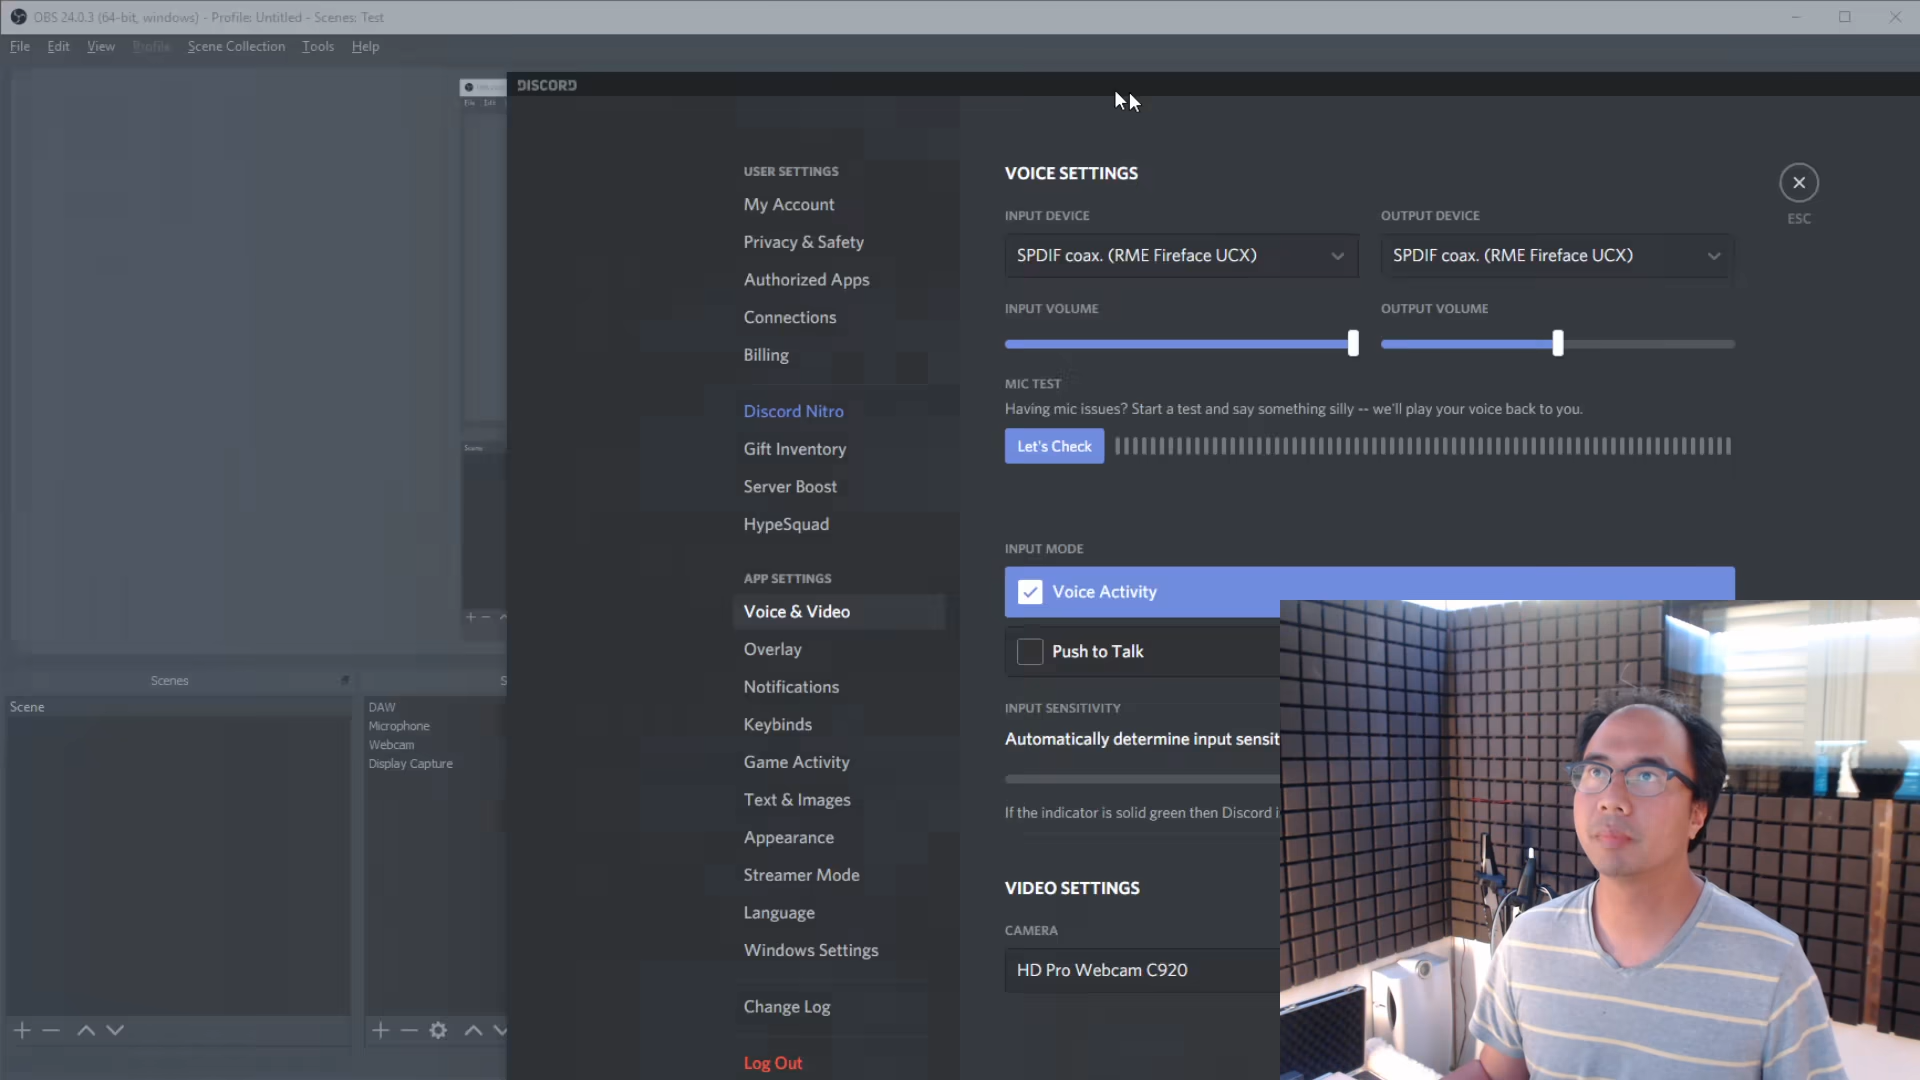 OBS 24.0.3 (64-bit, windows) - Profile: Untitled - Scenes: Test
File Edit View Profile Scene Collection Tools Help
DISCORD
File Edit
USER SETTINGS
My Account
Privacy & Safety
Authorized Apps
Connections
Billing
Discord Nitro
Gift Inventory
Server Boost
HypeSquad
APP SETTINGS
Voice & Video
Overlay
Notifications
Keybinds
Game Activity
Text & Images
Appearance
Streamer Mode
Language
Windows Settings
Change Log
Log Out
VOICE SETTINGS
ESC
INPUT DEVICE
OUTPUT DEVICE
SPDIF coax. (RME Fireface UCX)
SPDIF coax. (RME Fireface UCX)
INPUT VOLUME
OUTPUT VOLUME
MIC TEST
Having mic issues? Start a test and say something silly -- we'll play your voice back to you.
Let's Check
INPUT MODE
Voice Activity
Push to Talk
INPUT SENSITIVITY
Automatically determine input sensit
If the indicator is solid green then Discord i
VIDEO SETTINGS
CAMERA
HD Pro Webcam C920
Scene
Scenes
S
Scene
DAW
Microphone
Webcam
Display Capture